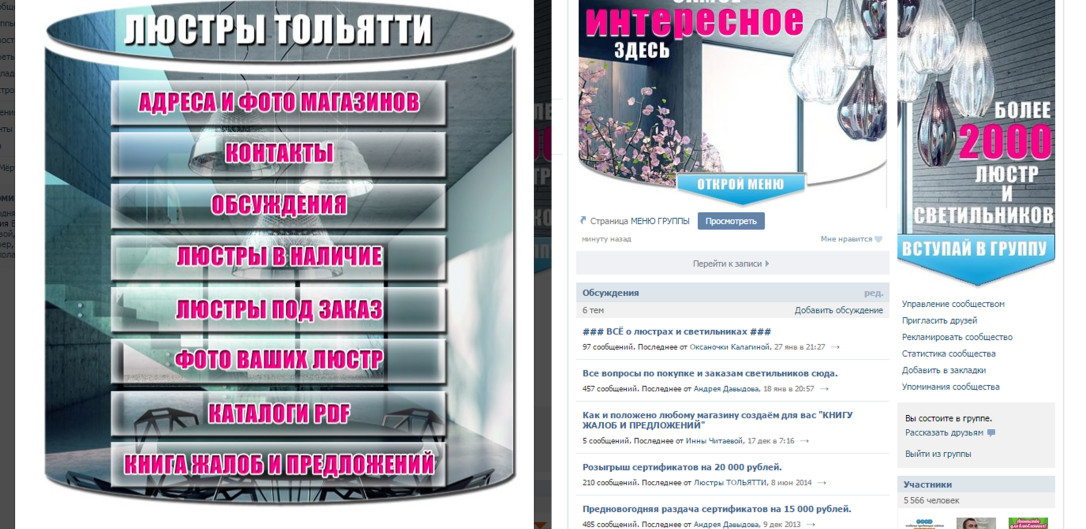 ЛЮСТРЫ ТОЛЬЯТТИ
АДРЕСА И ФОТО МАГАЗИНОВ
КОНТАКТЫ
ОБСУЖДЕНИЯ
ЛЮСТРЫ В НАЛИЧИЕ
ЛЮСТРЫ ПОД ЗАКАЗ
ФОТО ВАШИХ ЛЮСТР
КАТАЛОГИ PDF
КНИГА ЖАЛОБ И ПРЕДЛОЖЕНИЙ
САМОЕ
интересное
ЗДЕСЬ
ОТКРОЙ МЕНЮ
Страница МЕНЮ ГРУППЫ
Просмотреть
минуту назад
Мне нравится
Перейти к записи
Обсуждения
ред.
6 тем
Добавить обсуждение
### ВСЁ о люстрах и светильниках ###
97 сообщений. Последнее от Оксаночки Калагиной, 27 янв в 21:27 →
Все вопросы по покупке и заказам светильников сюда.
457 сообщений. Последнее от Андрея Давыдова, 18 янв в 20:57 →
Как и положено любому магазину создаём для вас "КНИГУ
ЖАЛОБ И ПРЕДЛОЖЕНИЙ"
5 сообщений. Последнее от Инны Читаевой, 17 дек в 7:16 →
Розыгрыш сертификатов на 20 000 рублей.
210 сообщений. Последнее от Люстры ТОЛЬЯТТИ, 8 июн 2014 →
Предновогодняя раздача сертификатов на 15 000 рублей.
485 сообщений. Последнее от Андрея Давыдова, 9 дек 2013 →
БОЛЕЕ
2000
ЛЮСТР
И
СВЕТИЛЬНИКОВ
ВСТУПАЙ В ГРУППУ
Управление сообществом
Пригласить друзей
Рекламировать сообщество
Статистика сообщества
Добавить в закладки
Упоминания сообщества
Вы состоите в группе.
Рассказать друзьям
Выйти из группы
Участники
5 566 человек